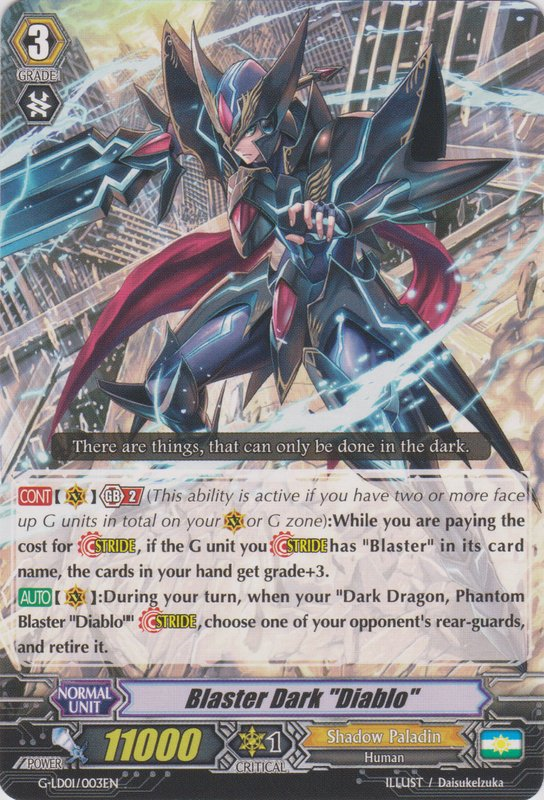 3
GRADE
There are things, that can only be done in the dark.
CONT【 】GB 2 (This ability is active if you have two or more face
up G units in total on your or G zone):While you are paying the
cost for STRIDE, if the G unit you STRIDE has "Blaster" in its card
name, the cards in your hand get grade+3.
AUTO【 】:During your turn, when your "Dark Dragon, Phantom
Blaster "Diablo"" STRIDE, choose one of your opponent's rear-guards,
and retire it.
NORMAL
UNIT
Blaster Dark "Diablo"
POWER
11000
1
CRITICAL
Shadow Paladin
Human
G-LD01/003EN
ILLUST / DaisukeIzuka